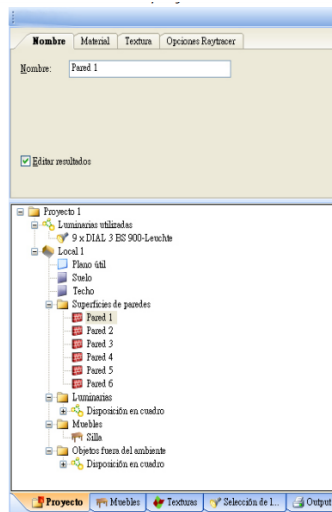 Nombre Material Textura Opciones Raytracer
Nombre: Pared 1
Editar resultados
Proyecto 1
Luminarias utilizadas
9 x DIAL 3 BS 900-Leuchte
Local 1
Plano útil
Suelo
Techo
Superficies de paredes
Pared 1
Pared 2
Pared 3
Pared 4
Pared 5
Pared 6
Luminarias
Disposición en cuadro
Muebles
Silla
Objetos fuera del ambiente
Disposición en cuadro
Proyecto Muebles Texturas Selección de l... Output